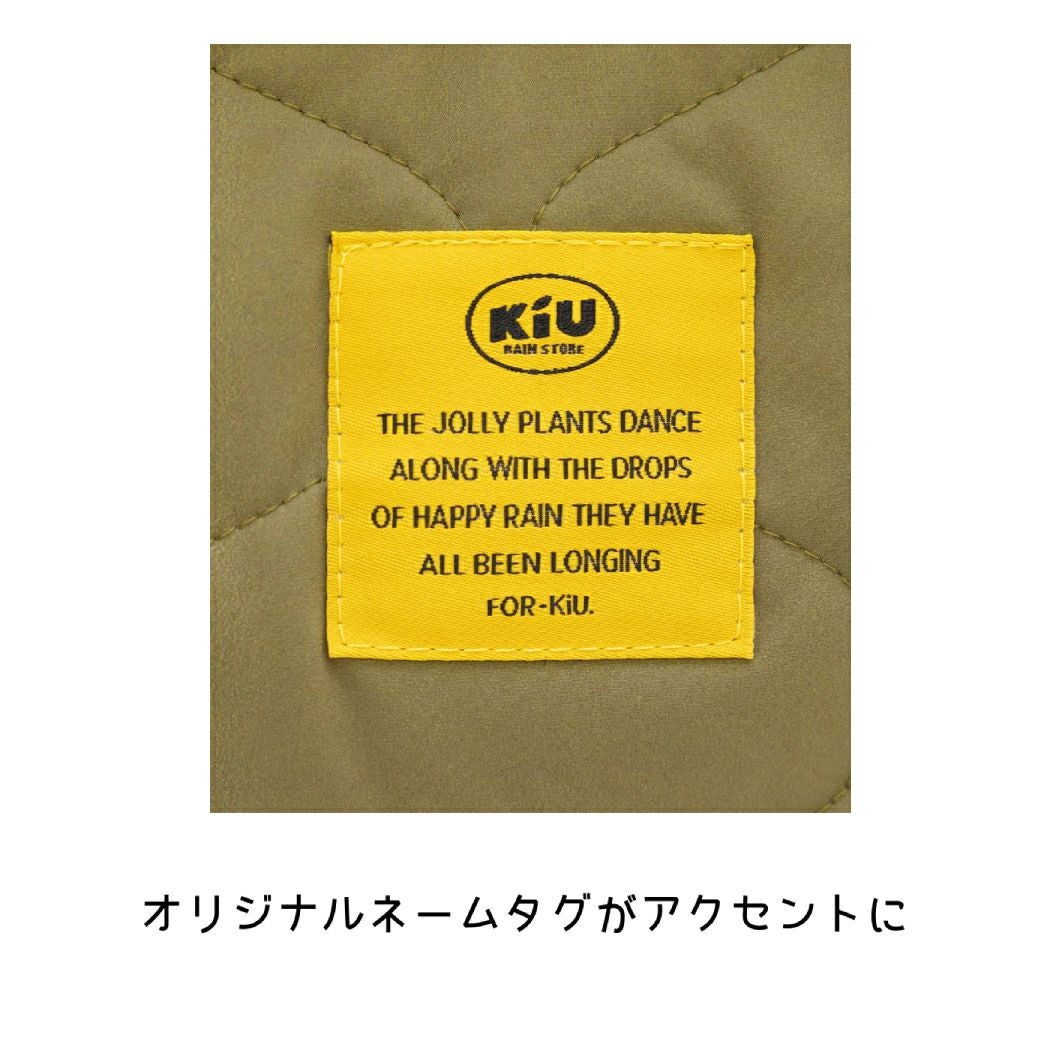 KiU
RAIN STORE
THE JOLLY PLANTS DANCE
ALONG WITH THE DROPS
OF HAPPY RAIN THEY HAVE
ALL BEEN LONGING
FOR-KiU.
オリジナルネームタグがアクセントに